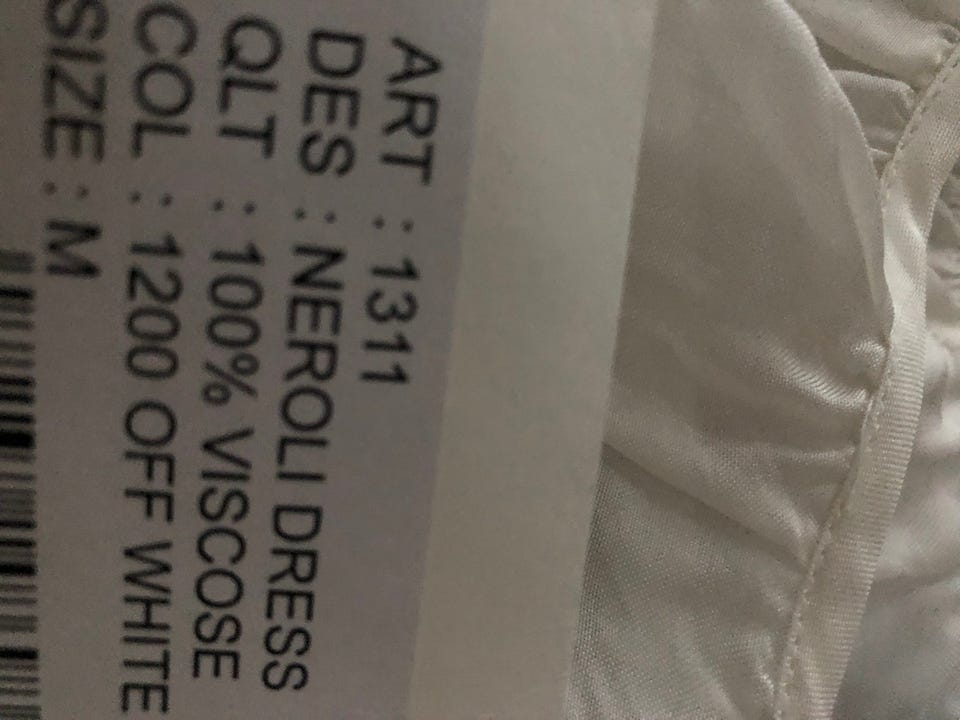 ART : 1311
DES : NEROLI DRESS
QLT : 100% VISCOSE
COL : 1200 OFF WHITE
SIZE : M